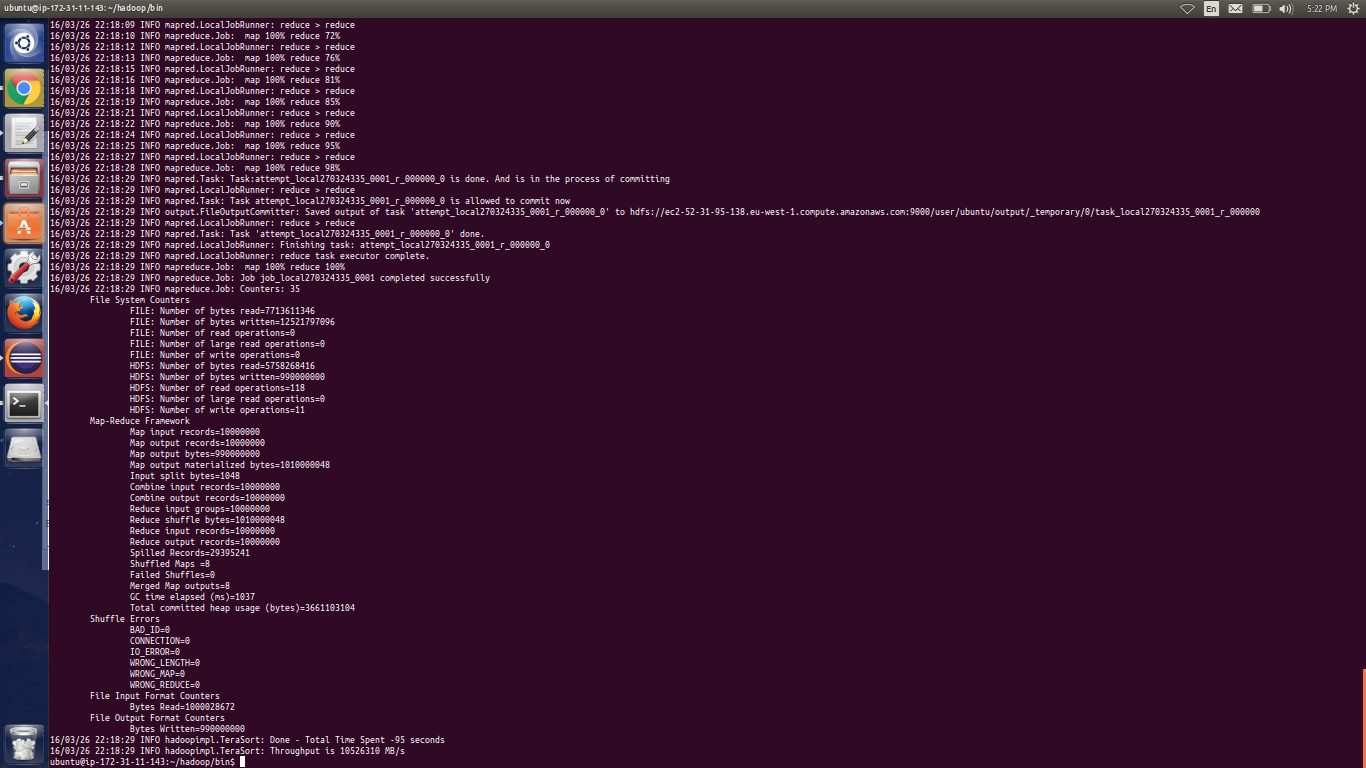 ubuntu@ip-172-31-11-143:~/hadoop/bin
En
5:22 PM
16/03/26 22:18:09 INFO mapred.LocalJobRunner: reduce > reduce
16/03/26 22:18:10 INFO mapreduce.Job:  map 100% reduce 72%
16/03/26 22:18:12 INFO mapred.LocalJobRunner: reduce > reduce
16/03/26 22:18:13 INFO mapreduce.Job:  map 100% reduce 76%
16/03/26 22:18:15 INFO mapred.LocalJobRunner: reduce > reduce
16/03/26 22:18:16 INFO mapreduce.Job:  map 100% reduce 81%
16/03/26 22:18:18 INFO mapred.LocalJobRunner: reduce > reduce
16/03/26 22:18:19 INFO mapreduce.Job:  map 100% reduce 85%
16/03/26 22:18:21 INFO mapred.LocalJobRunner: reduce > reduce
16/03/26 22:18:22 INFO mapreduce.Job:  map 100% reduce 90%
16/03/26 22:18:24 INFO mapred.LocalJobRunner: reduce > reduce
16/03/26 22:18:25 INFO mapreduce.Job:  map 100% reduce 95%
16/03/26 22:18:27 INFO mapred.LocalJobRunner: reduce > reduce
16/03/26 22:18:28 INFO mapreduce.Job:  map 100% reduce 98%
16/03/26 22:18:29 INFO mapred.Task: Task:attempt_local270324335_0001_r_000000_0 is done. And is in the process of committing
16/03/26 22:18:29 INFO mapred.LocalJobRunner: reduce > reduce
16/03/26 22:18:29 INFO mapred.Task: Task attempt_local270324335_0001_r_000000_0 is allowed to commit now
16/03/26 22:18:29 INFO output.FileOutputCommitter: Saved output of task 'attempt_local270324335_0001_r_000000_0' to hdfs://ec2-52-31-95-138.eu-west-1.compute.amazonaws.com:9000/user/ubuntu/output/_temporary/0/task_local270324335_0001_r_000000
16/03/26 22:18:29 INFO mapred.LocalJobRunner: reduce > reduce
16/03/26 22:18:29 INFO mapred.Task: Task 'attempt_local270324335_0001_r_000000_0' done.
16/03/26 22:18:29 INFO mapred.LocalJobRunner: Finishing task: attempt_local270324335_0001_r_000000_0
16/03/26 22:18:29 INFO mapred.LocalJobRunner: reduce task executor complete.
16/03/26 22:18:29 INFO mapreduce.Job:  map 100% reduce 100%
16/03/26 22:18:29 INFO mapreduce.Job: Job job_local270324335_0001 completed successfully
16/03/26 22:18:29 INFO mapreduce.Job: Counters: 35
File System Counters
FILE: Number of bytes read=7713611346
FILE: Number of bytes written=12521797096
FILE: Number of read operations=0
FILE: Number of large read operations=0
FILE: Number of write operations=0
HDFS: Number of bytes read=5758268416
HDFS: Number of bytes written=990000000
HDFS: Number of read operations=118
HDFS: Number of large read operations=0
HDFS: Number of write operations=11
Map-Reduce Framework
Map input records=10000000
Map output records=10000000
Map output bytes=990000000
Map output materialized bytes=1010000048
Input split bytes=1048
Combine input records=10000000
Combine output records=10000000
Reduce input groups=10000000
Reduce shuffle bytes=1010000048
Reduce input records=10000000
Reduce output records=10000000
Spilled Records=29395241
Shuffled Maps =8
Failed Shuffles=0
Merged Map outputs=8
GC time elapsed (ms)=1037
Total committed heap usage (bytes)=3661103104
Shuffle Errors
BAD_ID=0
CONNECTION=0
IO_ERROR=0
WRONG_LENGTH=0
WRONG_MAP=0
WRONG_REDUCE=0
File Input Format Counters
Bytes Read=1000028672
File Output Format Counters
Bytes Written=990000000
16/03/26 22:18:29 INFO hadoopimpl.TeraSort: Done - Total Time Spent -95 seconds
16/03/26 22:18:29 INFO hadoopimpl.TeraSort: Throughput is 10526310 MB/s
ubuntu@ip-172-31-11-143:~/hadoop/bin$